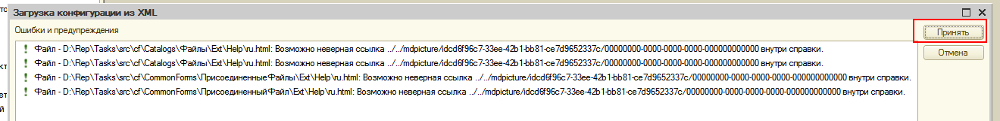 Загрузка конфигурации из XML
Ошибки и предупреждения
Файл - D:\Rep\Tasks\src\cf\Catalogs\Файлы\Ext\Help\ru.html: Возможно неверная ссылка ../../mdpicture/idcd6f96c7-33ee-42b1-bb81-ce7d9652337c/00000000-0000-0000-0000-000000000000 внутри справки.
Файл - D:\Rep\Tasks\src\cf\Catalogs\Файлы\Ext\Help\ru.html: Возможно неверная ссылка ../../mdpicture/idcd6f96c7-33ee-42b1-bb81-ce7d9652337c/00000000-0000-0000-0000-000000000000 внутри справки.
Файл - D:\Rep\Tasks\src\cf\CommonForms\ПрисоединенныеФайлы\Ext\Help\ru.html: Возможно неверная ссылка ../../mdpicture/idcd6f96c7-33ee-42b1-bb81-ce7d9652337c/00000000-0000-0000-0000-000000000000 внутри справки.
Файл - D:\Rep\Tasks\src\cf\CommonForms\ПрисоединенныйФайл\Ext\Help\ru.html: Возможно неверная ссылка ../../mdpicture/idcd6f96c7-33ee-42b1-bb81-ce7d9652337c/00000000-0000-0000-0000-000000000000 внутри справки.
Принять
Отмена